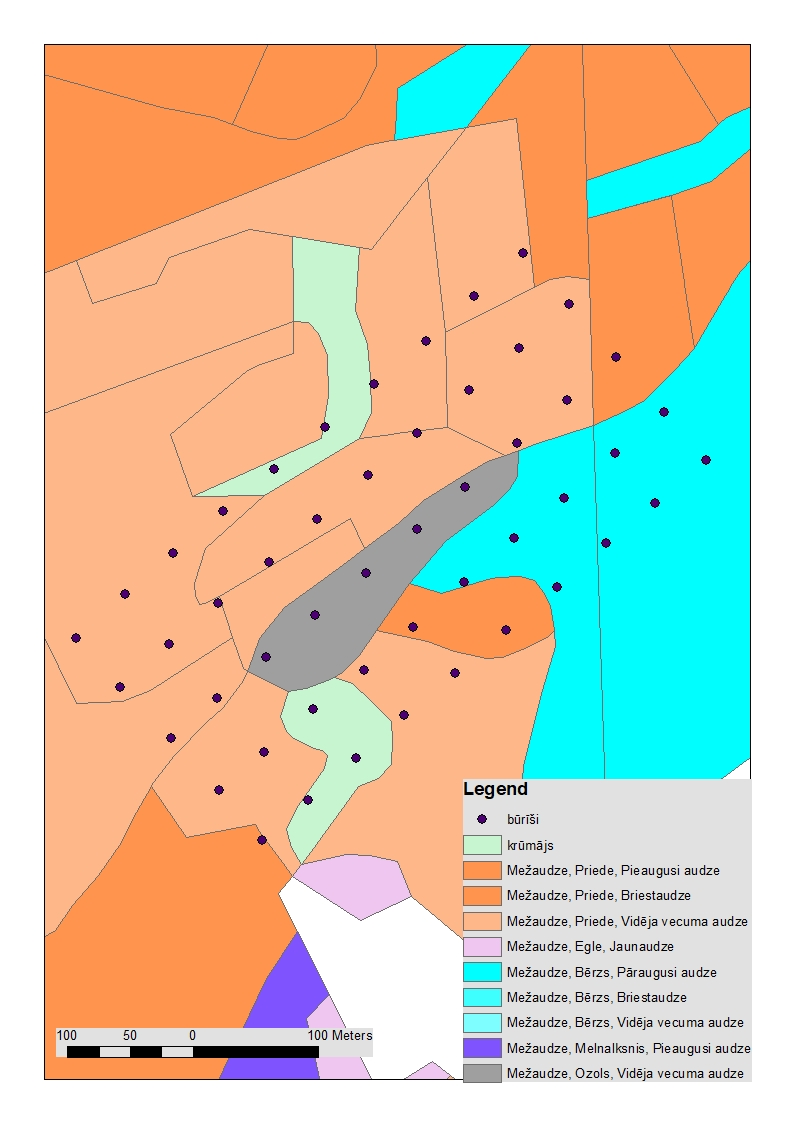 Legend
būrīši
krūmājs
Mežaudze, Priede, Pieaugusi audze
Mežaudze, Priede, Briestaudze
Mežaudze, Priede, Vidēja vecuma audze
Mežaudze, Egle, Jaunaudze
Mežaudze, Bērzs, Pāraugusi audze
Mežaudze, Bērzs, Briestaudze
Mežaudze, Bērzs, Vidēja vecuma audze
Mežaudze, Melnalksnis, Pieaugusi audze
Mežaudze, Ozols, Vidēja vecuma audze
100 50 0 100 Meters